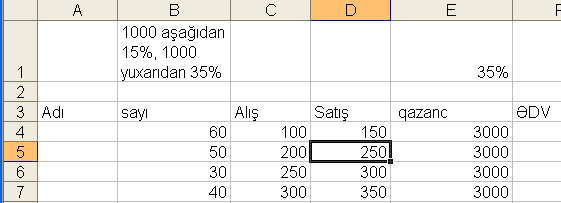 A B C D E F
1000 aşağıdan
15%, 1000
1 yuxarıdan 35% 35%
2
3 Adı sayı Alış Satış qazanc ƏDV
4 60 100 150 3000
5 50 200 250 3000
6 30 250 300 3000
7 40 300 350 3000